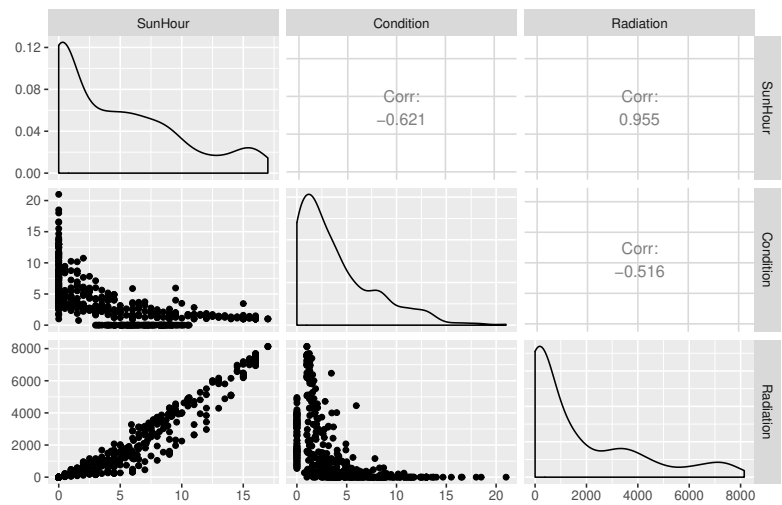 SunHour Condition Radiation
0.12
0.08
0.04
0.00
Corr:
−0.621
Corr:
0.955
SunHour
20
15
10
5
0
Corr:
−0.516
Condition
8000
6000
4000
2000
0
Radiation
0 5 10 15
0 5 10 15 20
0 2000 4000 6000 8000